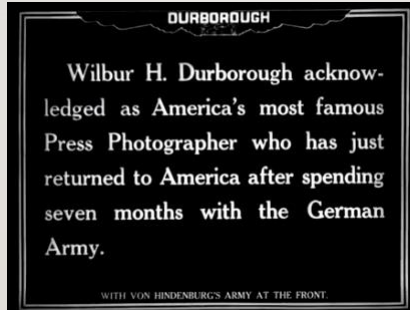 DURBOROUGH
Wilbur H. Durborough acknow-
ledged as America's most famous
Press Photographer who has just
returned to America after spending
seven months with the German
Army.
WITH VON HINDENBURG'S ARMY AT THE FRONT.